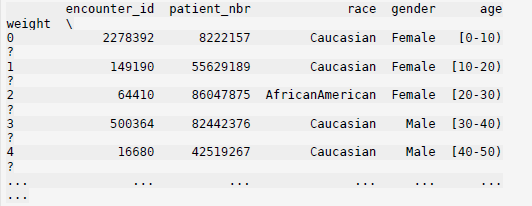 encounter_id patient_nbr race gender age
weight \
0 2278392 8222157 Caucasian Female [0-10)
?
1 149190 55629189 Caucasian Female [10-20)
?
2 64410 86047875 AfricanAmerican Female [20-30)
?
3 500364 82442376 Caucasian Male [30-40)
?
4 16680 42519267 Caucasian Male [40-50)
?
... ... ... ... ... ...
...